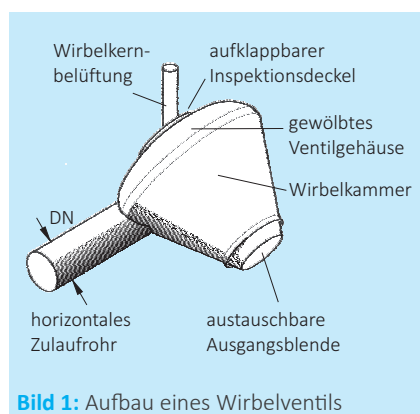 Wirbelkern-
belüftung
aufklappbarer
Inspektionsdeckel
gewölbtes
Ventilgehäuse
Wirbelkammer
DN
horizontales
Zulaufrohr
austauschbare
Ausgangsblende
Bild 1: Aufbau eines Wirbelventils